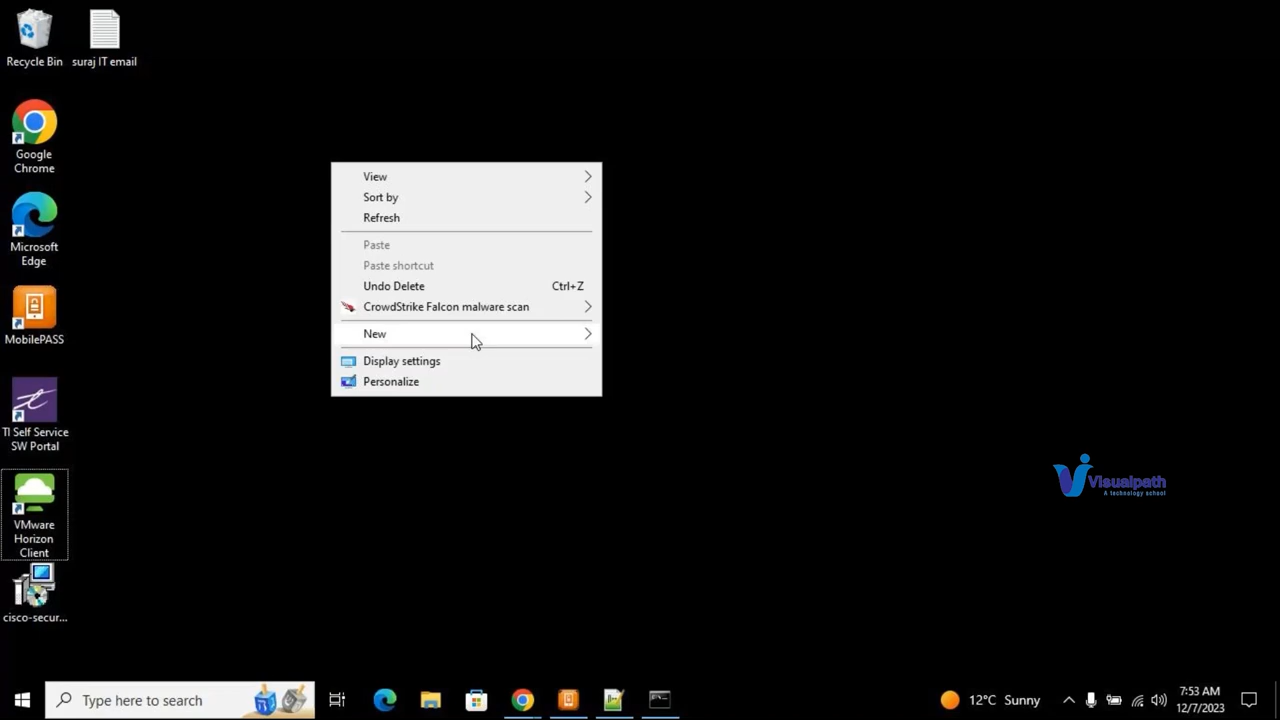 Recycle Bin
suraj IT email
Google
Chrome
Microsoft
Edge
MobilePASS
TI Self Service
SW Portal
VMware
Horizon
Client
cisco-secur...
View
Sort by
Refresh
Paste
Paste shortcut
Undo Delete Ctrl+Z
CrowdStrike Falcon malware scan
New
Display settings
Personalize
Visualpath
A technology school
Type here to search
12°C Sunny
:53 AM
12/7/2023